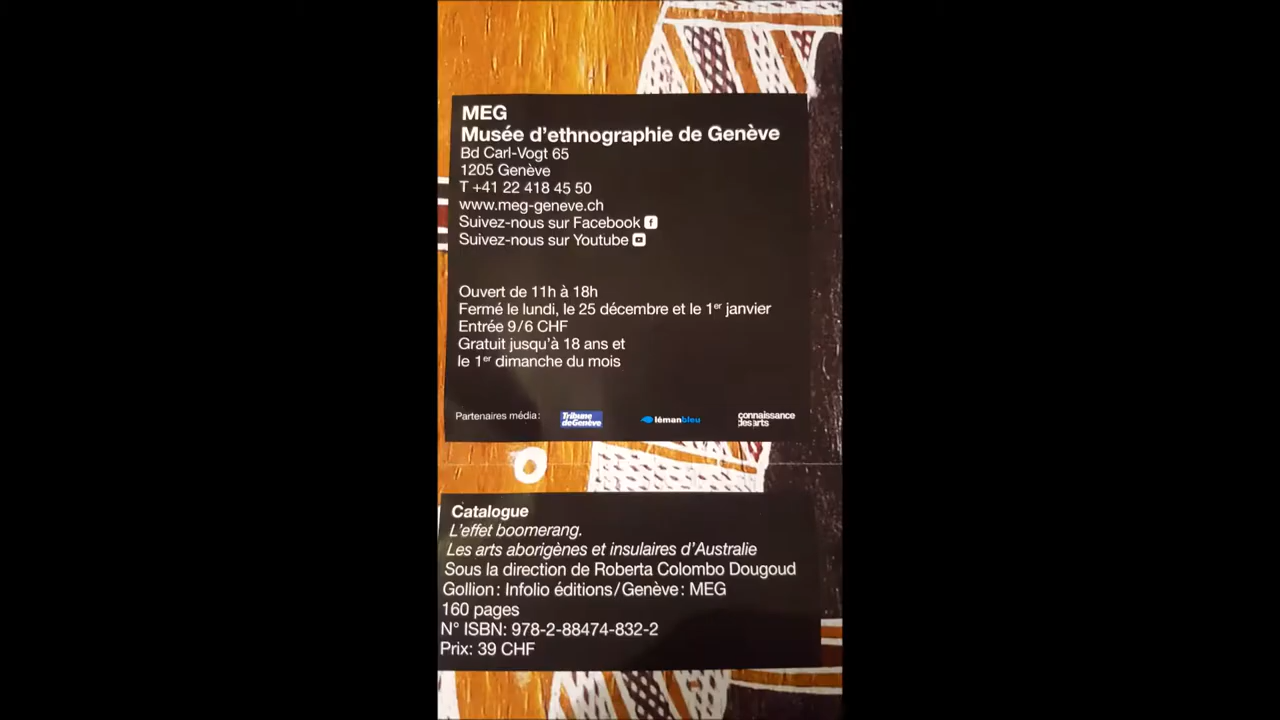 MEG
Musée d'ethnographie de Genève
Bd Carl-Vogt 65
1205 Genève
T +41 22 418 45 50
www.meg-geneve.ch
Suivez-nous sur Facebook
Suivez-nous sur Youtube
Ouvert de 11h à 18h
Fermé le lundi, le 25 décembre et le 1er janvier
Entrée 9/6 CHF
Gratuit jusqu'à 18 ans et
le 1er dimanche du mois
Partenaires média:
Tribune
deGenève
lémanbleu
connaissance
des arts
Catalogue
L'effet boomerang.
Les arts aborigènes et insulaires d'Australie
Sous la direction de Roberta Colombo Dougoud
Gollion: Infolio éditions/Genève: MEG
160 pages
N° ISBN: 978-2-88474-832-2
Prix: 39 CHF